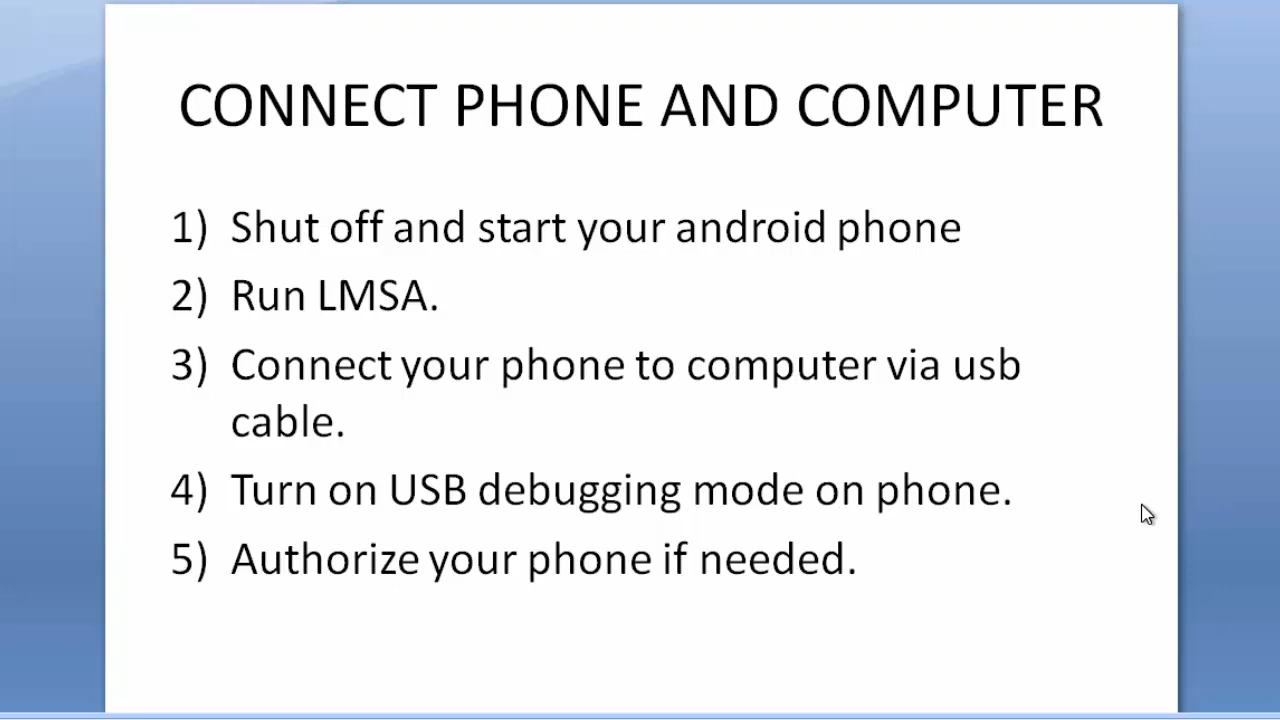 CONNECT PHONE AND COMPUTER
1) Shut off and start your android phone
2) Run LMSA.
3) Connect your phone to computer via usb
cable.
4) Turn on USB debugging mode on phone.
5) Authorize your phone if needed.